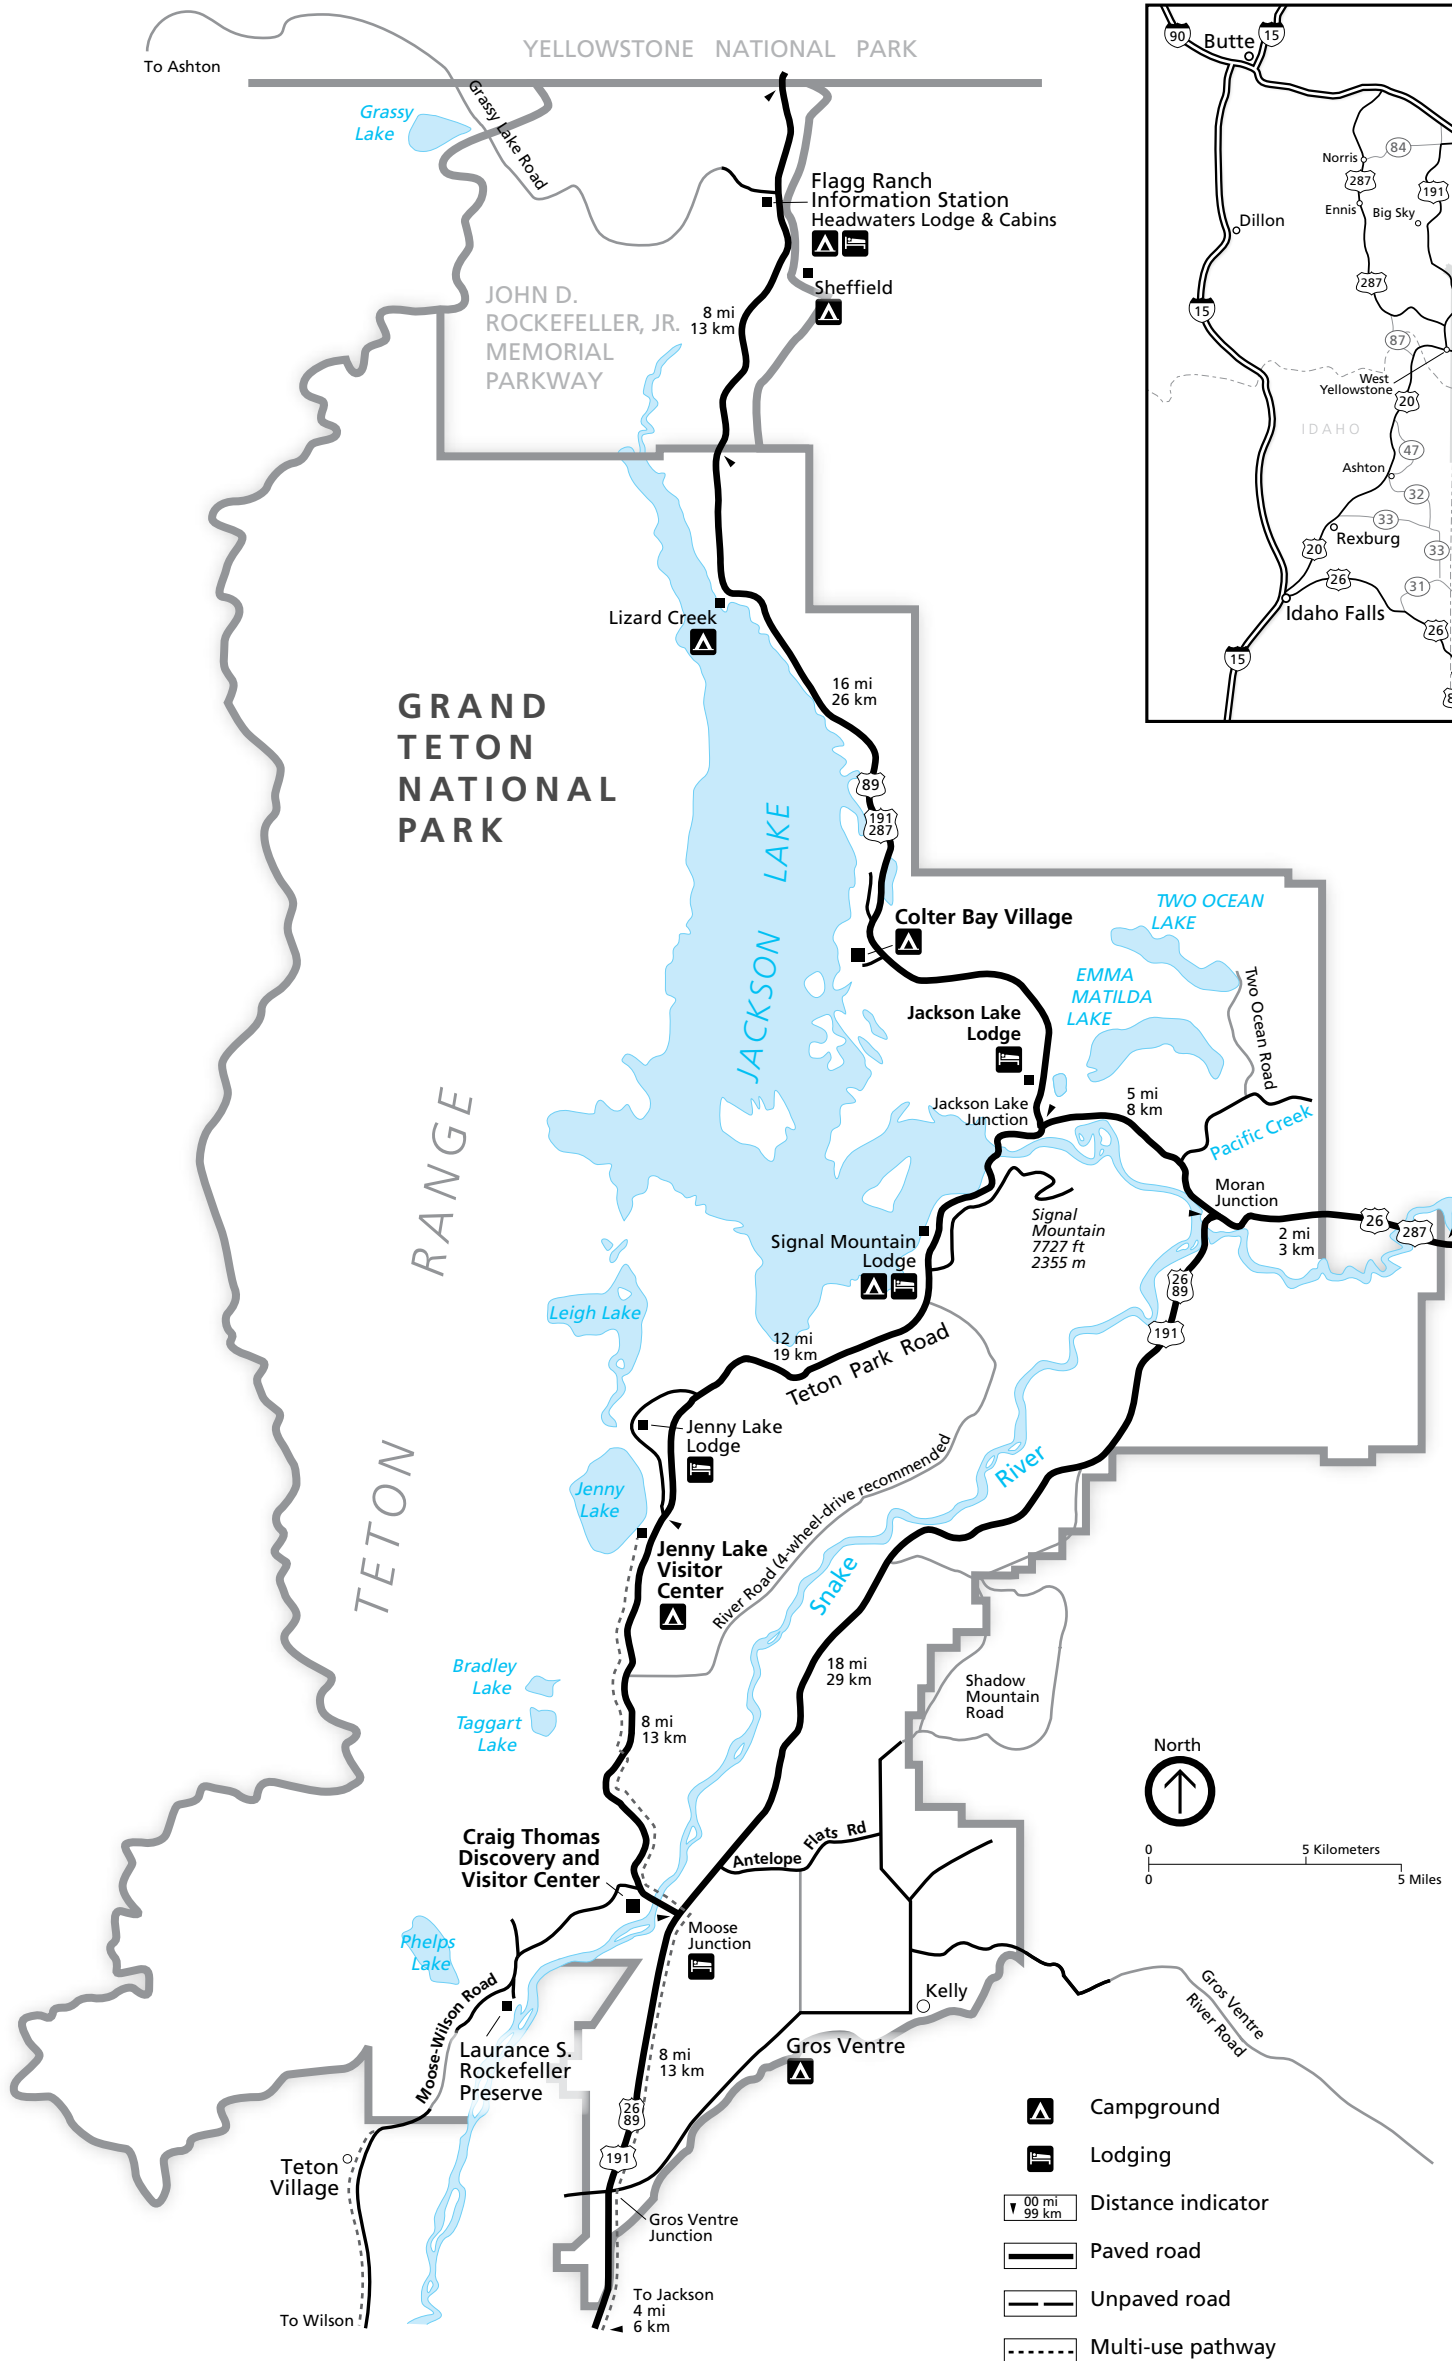 To Ashton
YELLOWSTONE NATIONAL PARK
Grassy
Lake
Grassy Lake Road
Flagg Ranch
Information Station
Headwaters Lodge & Cabins
Sheffield
JOHN D.
ROCKEFELLER, JR.
MEMORIAL
PARKWAY
8 mi
13 km
Lizard Creek
16 mi
26 km
GRAND
TETON
NATIONAL
PARK
89
191
287
JACKSON LAKE
Colter Bay Village
TWO OCEAN
LAKE
EMMA
MATILDA
LAKE
Two Ocean Road
Jackson Lake
Lodge
Jackson Lake
Junction
5 mi
8 km
Pacific Creek
Moran
Junction
Signal
Mountain
7727 ft
2355 m
2 mi
3 km
26
287
26
89
191
Signal Mountain
Lodge
TETON RANGE
Leigh Lake
12 mi
19 km
Teton Park Road
Jenny Lake
Lodge
Jenny
Lake
Jenny Lake
Visitor
Center
River Road (4-wheel-drive recommended)
Snake River
18 mi
29 km
Shadow
Mountain
Road
Bradley
Lake
Taggart
Lake
8 mi
13 km
Craig Thomas
Discovery and
Visitor Center
Antelope Flats Rd
Moose
Junction
Phelps
Lake
Moose-Wilson Road
Laurance S.
Rockefeller
Preserve
Kelly
Gros Ventre
Gros Ventre
River Road
8 mi
13 km
26
89
191
Teton
Village
Gros Ventre
Junction
To Wilson
To Jackson
4 mi
6 km
90
Butte
15
Norris
84
287
191
Ennis
Big Sky
Dillon
287
15
87
West
Yellowstone
20
IDAHO
47
Ashton
32
33
Rexburg
33
20
26
31
Idaho Falls
26
15
North
0
5 Kilometers
0
5 Miles
Campground
Lodging
00 mi
99 km
Distance indicator
Paved road
Unpaved road
Multi-use pathway